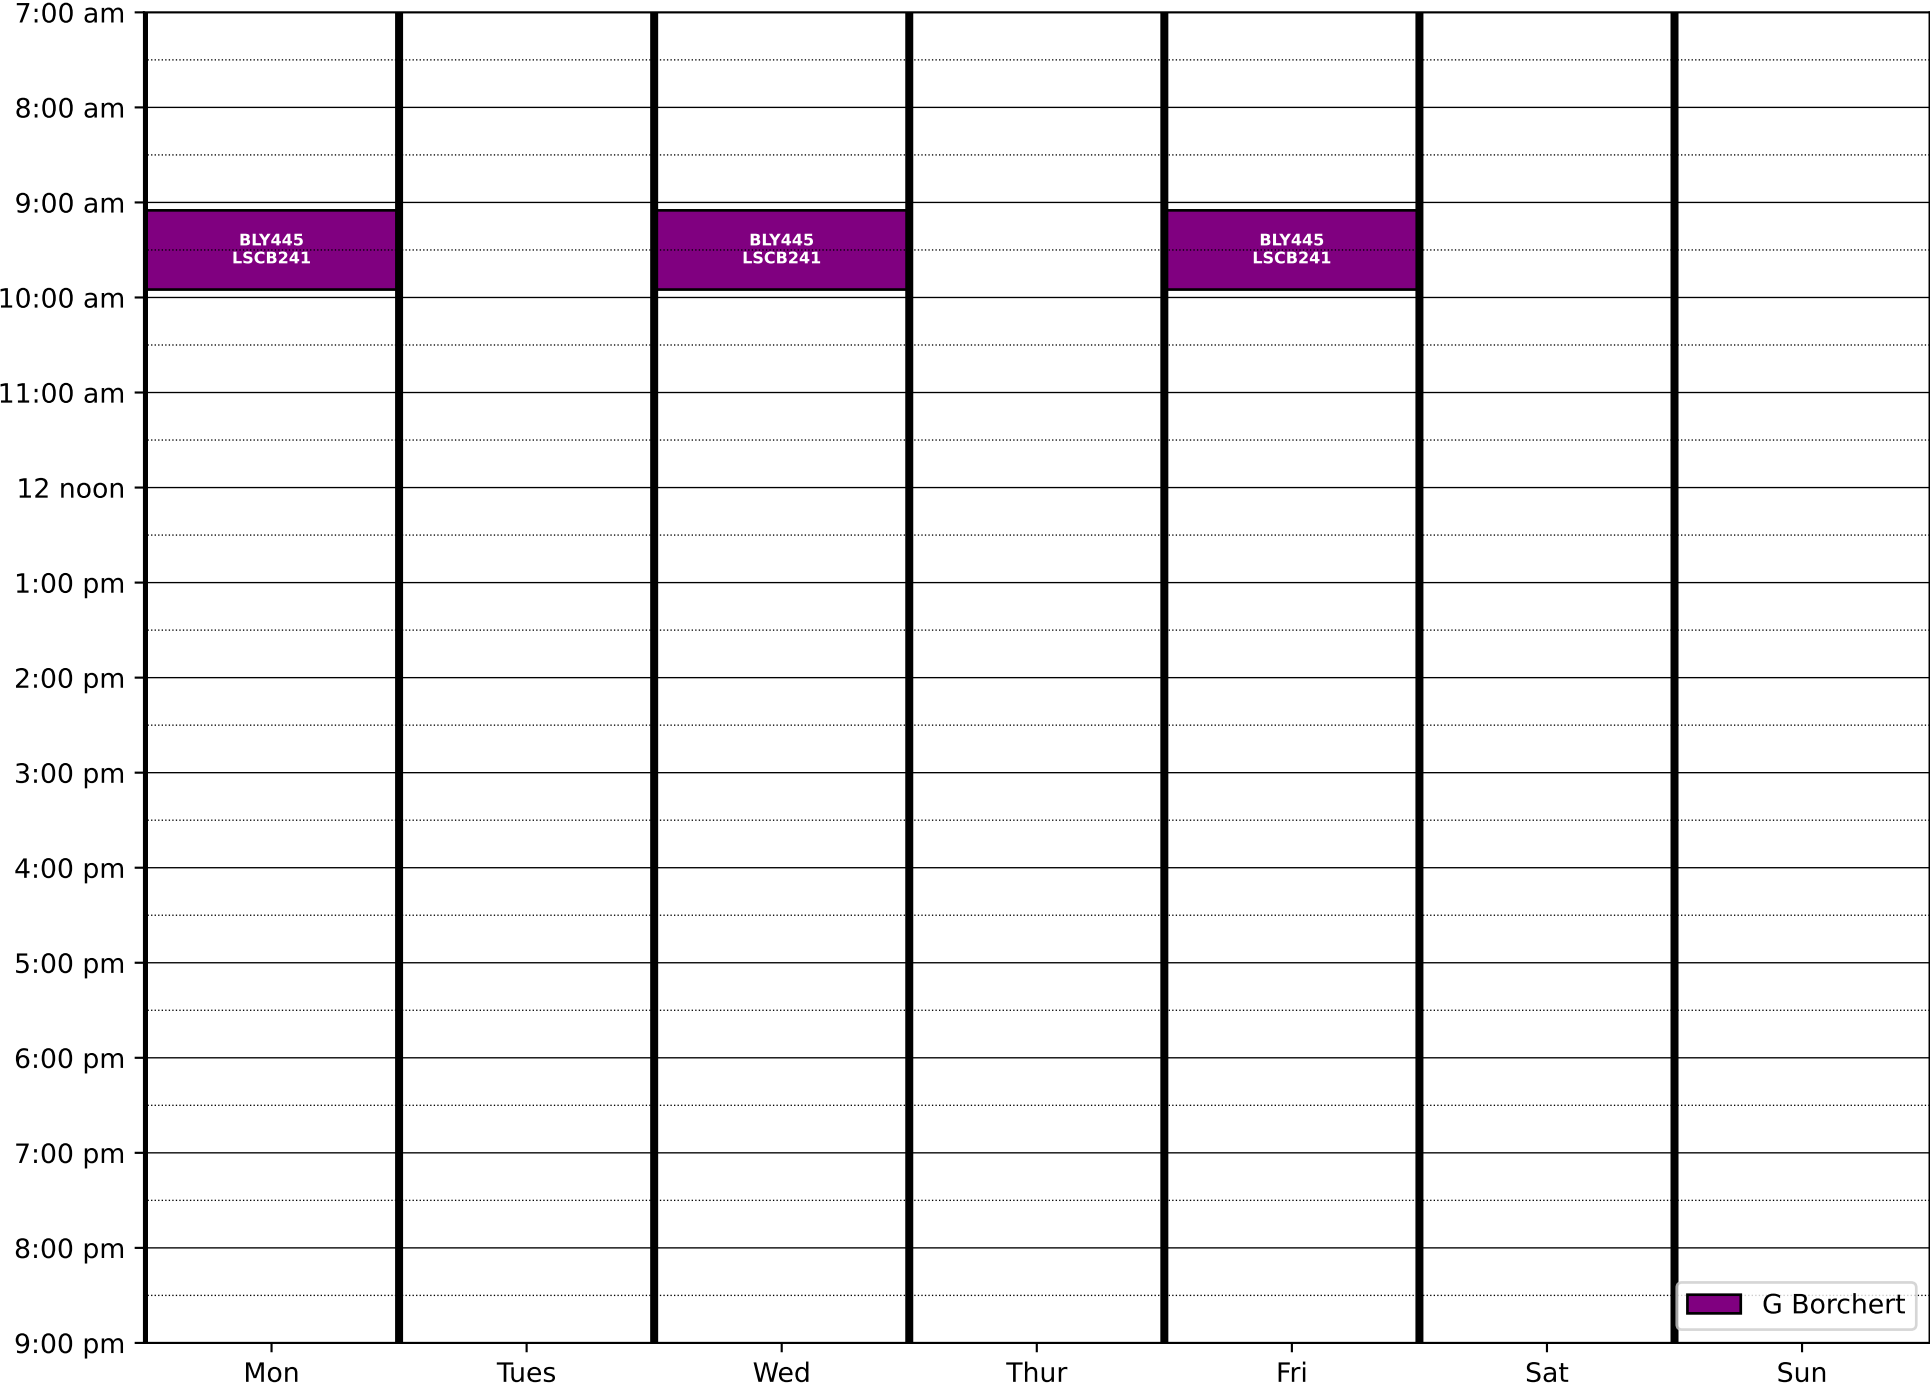 7:00 am
8:00 am
9:00 am
BLY445
LSCB241
BLY445
LSCB241
BLY445
LSCB241
10:00 am
11:00 am
12 noon
1:00 pm
2:00 pm
3:00 pm
4:00 pm
5:00 pm
6:00 pm
7:00 pm
8:00 pm
G Borchert
9:00 pm
Mon Tues Wed Thur Fri Sat Sun